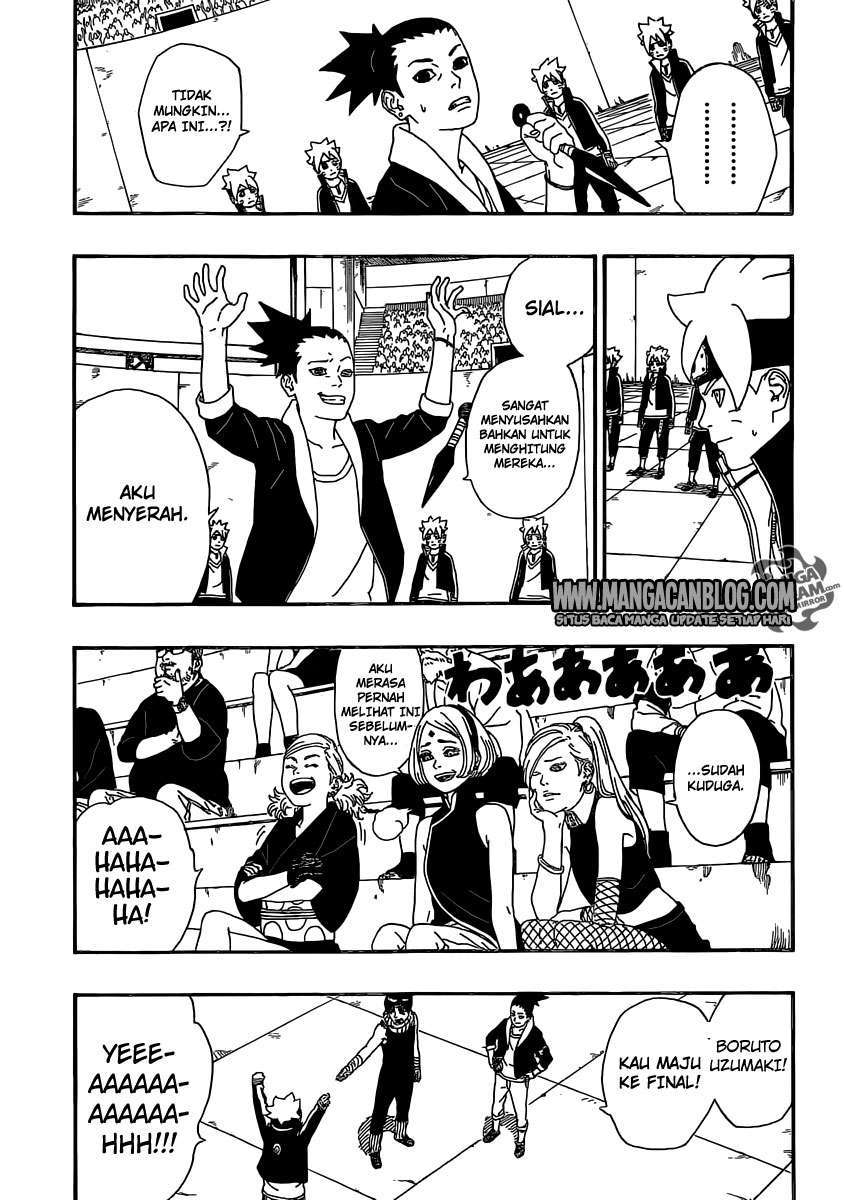 ........
TIDAK
MUNGKIN...
APA INI...?!
SIAL...
SANGAT
MENYUSAHKAN
BAHKAN UNTUK
MENGHITUNG
MEREKA...
AKU
MENYERAH.
WWW.MANGACANBLOG.COM
SITUS BACA MANGA UPDATE SETIAP HARI
わあああああ
...SUDAH
KUDUGA.
AKU
MERASA
PERNAH
MELIHAT INI
SEBELUM-
NYA...
AAA-
HAHA-
HAHA-
HA!
BORUTO
UZUMAKI!
KAU MAJU
KE FINAL!
YEEE-
AAAAAA-
AAAAAA-
HHH!!!